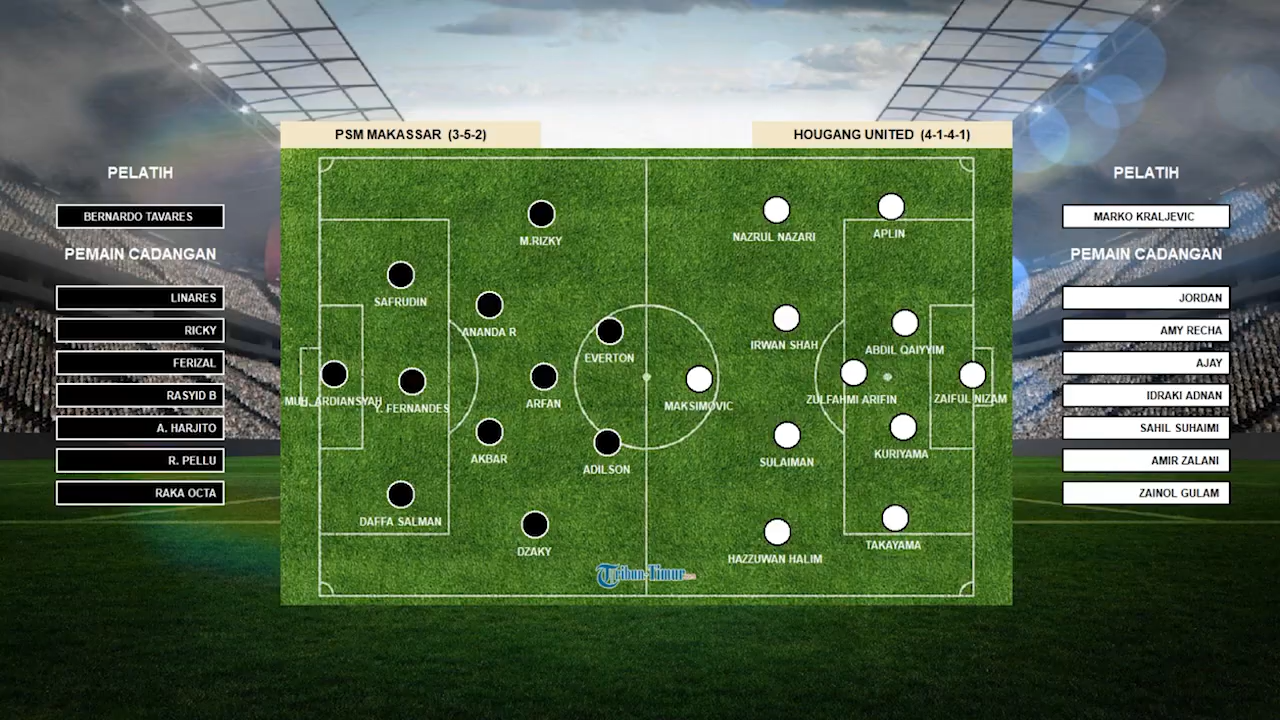 PSM MAKASSAR (3-5-2)
HOUGANG UNITED (4-1-4-1)
PELATIH
BERNARDO TAVARES
PEMAIN CADANGAN
LINARES
RICKY
FERIZAL
RASYID B
A. HARJITO
R. PELLU
RAKA OCTA
M.RIZKY
SAFRUDIN
ANANDA R
EVERTON
MUH. ARDIANSYAH
Y. FERNANDES
ARFAN
AKBAR
ADILSON
DAFFA SALMAN
DZAKY
NAZRUL NAZARI
APLIN
IRWAN SHAH
ABDIL QAIYYIM
MAKSIMOVIC
ZULFAHMI ARIFIN
ZAIFUL NIZAM
SULAIMAN
KURIYAMA
HAZZUWAN HALIM
TAKAYAMA
Tribun-Timur
PELATIH
MARKO KRALJEVIC
PEMAIN CADANGAN
JORDAN
AMY RECHA
AJAY
IDRAKI ADNAN
SAHIL SUHAIMI
AMIR ZALANI
ZAINOL GULAM